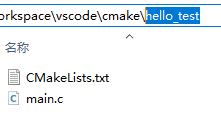 orkspace\vscode\cmake\hello_test
名称
CMakeLists.txt
main.c